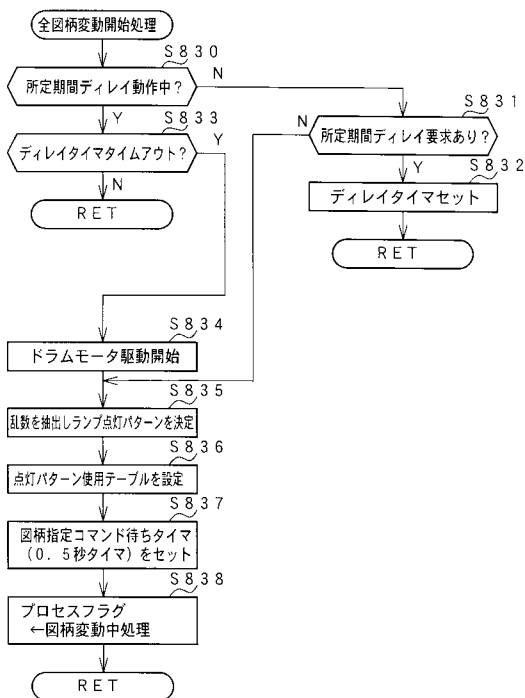 全図柄変動開始処理
S830
所定期間ディレイ動作中?
N
S831
Y
S833
N
所定期間ディレイ要求あり?
ディレイタイマタイムアウト?
Y
Y
S832
N
ディレイタイマセット
RET
RET
S834
ドラムモータ駆動開始
S835
乱数を抽出しランプ点灯パターンを決定
S836
点灯パターン使用テーブルを設定
S837
図柄指定コマンド待ちタイマ
(0.5秒タイマ)をセット
S838
プロセスフラグ
←図柄変動中処理
RET